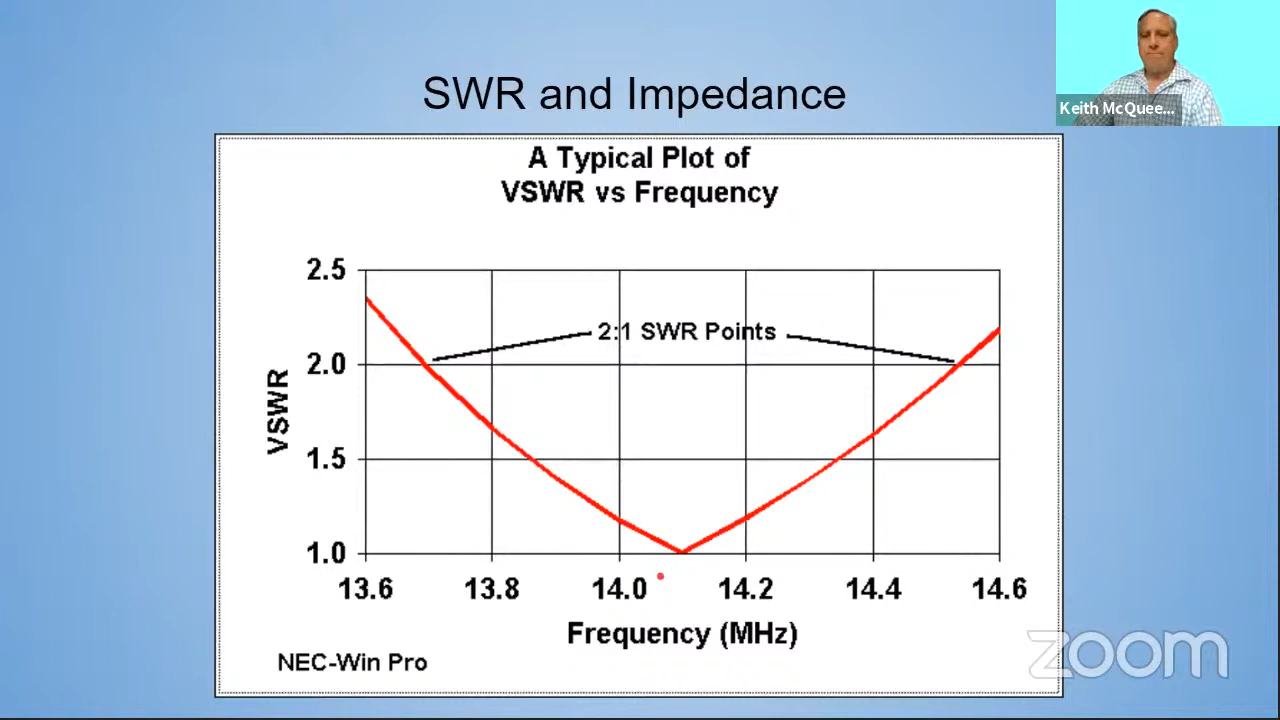 SWR and Impedance
Keith McQuee...
A Typical Plot of
VSWR vs Frequency
2.5
2:1 SWR Points
2.0
VSWR
1.5
1.0
13.6 13.8 14.0 14.2 14.4 14.6
Frequency (MHz)
NEC-Win Pro
zoom